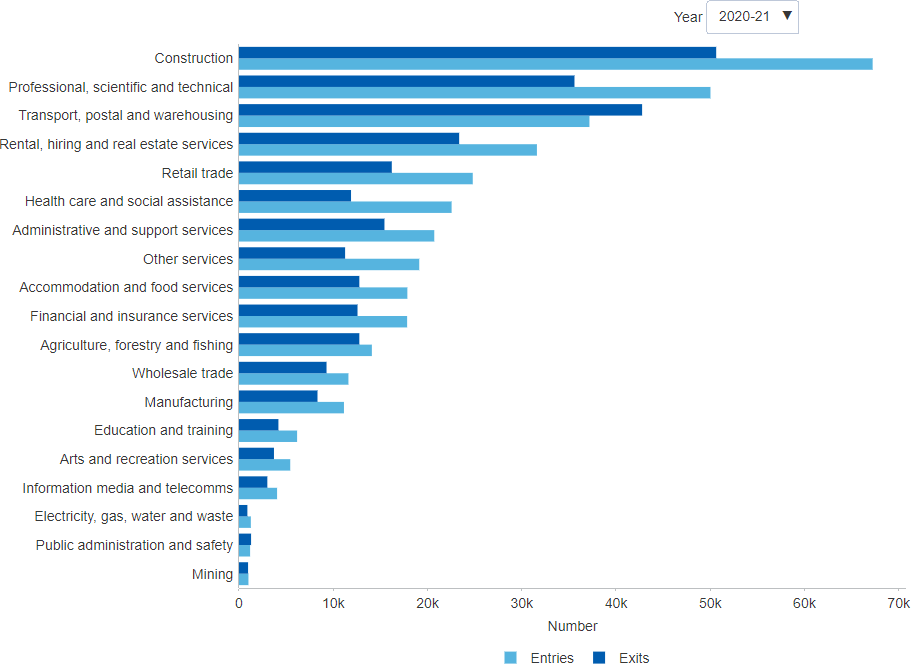 Year 2020-21 ▼
Construction
Professional, scientific and technical
Transport, postal and warehousing
Rental, hiring and real estate services
Retail trade
Health care and social assistance
Administrative and support services
Other services
Accommodation and food services
Financial and insurance services
Agriculture, forestry and fishing
Wholesale trade
Manufacturing
Education and training
Arts and recreation services
Information media and telecomms
Electricity, gas, water and waste
Public administration and safety
Mining
0 10k 20k 30k 40k 50k 60k 70k
Number
Entries Exits